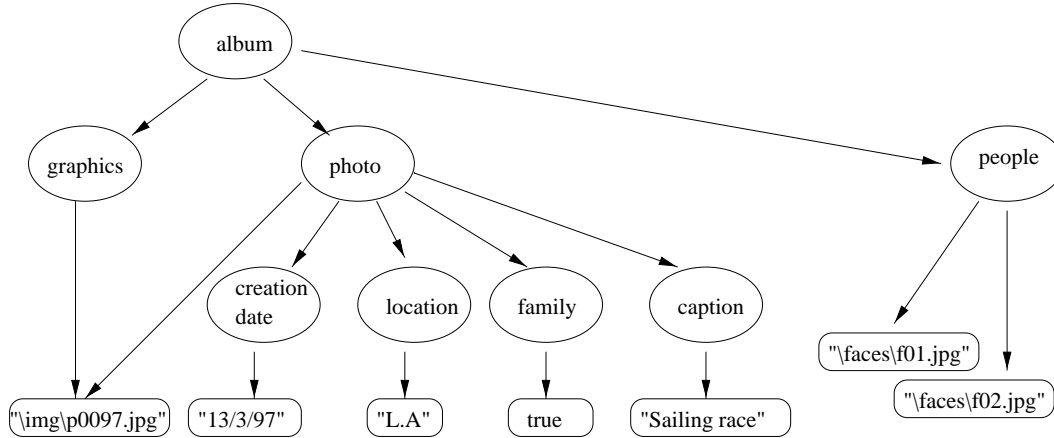 album
graphics
photo
people
creation
date
location
family
caption
"\faces\f01.jpg"
"\img\p0097.jpg"
"13/3/97"
"L.A"
true
"Sailing race"
"\faces\f02.jpg"